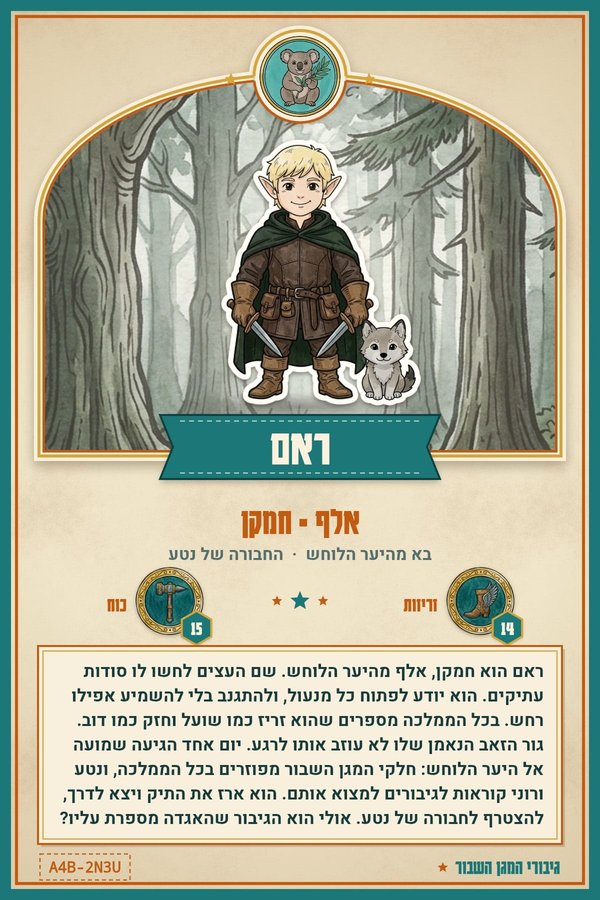 ראם
אלף • חמקן
בא מהיער הלוחש · החבורה של נטע
זריזות
14
כוח
15
ראם הוא חמקן, אלף מהיער הלוחש. שם העצים לחשו לו סודות
עתיקים. הוא יודע לפתוח כל מנעול, ולהתגנב בלי להשמיע אפילו
רחש. בכל הממלכה מספרים שהוא זריז כמו שועל וחזק כמו דוב.
גור הזאב הנאמן שלו לא עוזב אותו לרגע. יום אחד הגיעה שמועה
אל היער הלוחש: חלקי המגן השבור מפוזרים בכל הממלכה, ונטע
ורוני קוראות לגיבורים למצוא אותם. הוא ארז את התיק ויצא לדרך,
להצטרף לחבורה של נטע. אולי הוא הגיבור שהאגדה מספרת עליו?
גיבורי המגן השבור
A4B-2N3U